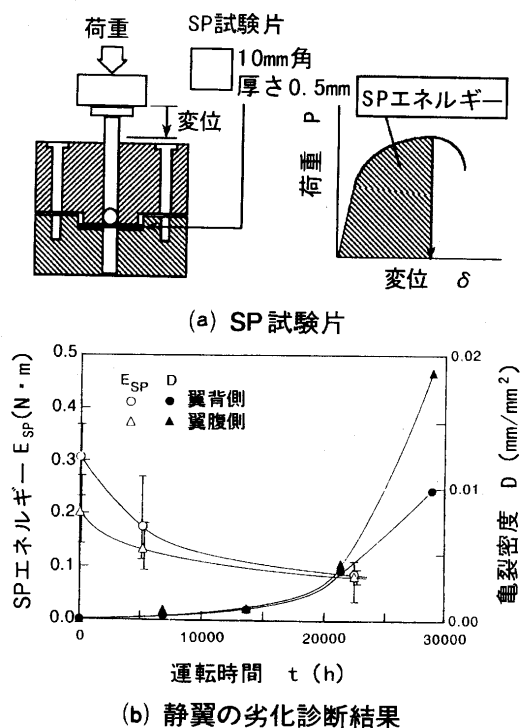 荷重
SP試験片
10mm角
厚さ0.5mm
変位
SPエネルギー
荷重 P
変位 δ
(a) SP試験片
SPエネルギー E_SP (N・m)
0.5
0.4
0.3
0.2
0.1
0.0
E_SP D
○ ● 翼背側
△ ▲ 翼腹側
0.02
0.01
0.00
亀裂密度 D (mm/mm²)
0 10000 20000 30000
運転時間 t (h)
(b) 静翼の劣化診断結果